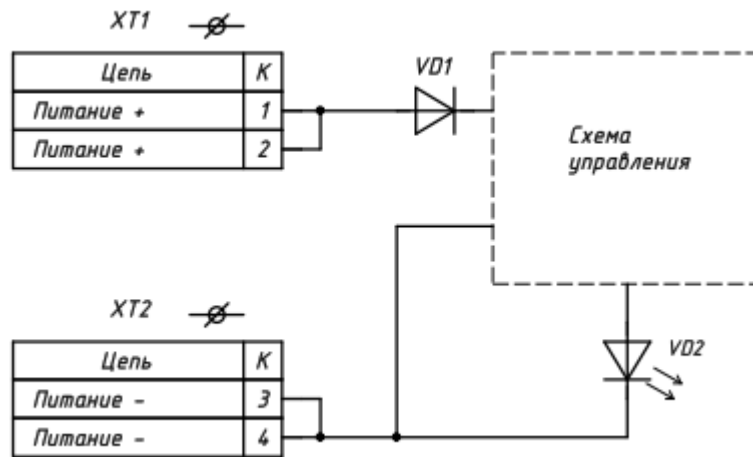 XT1
Цепь К
Питание + 1
Питание + 2
VD1
Схема
управления
XT2
Цепь К
Питание - 3
Питание - 4
VD2